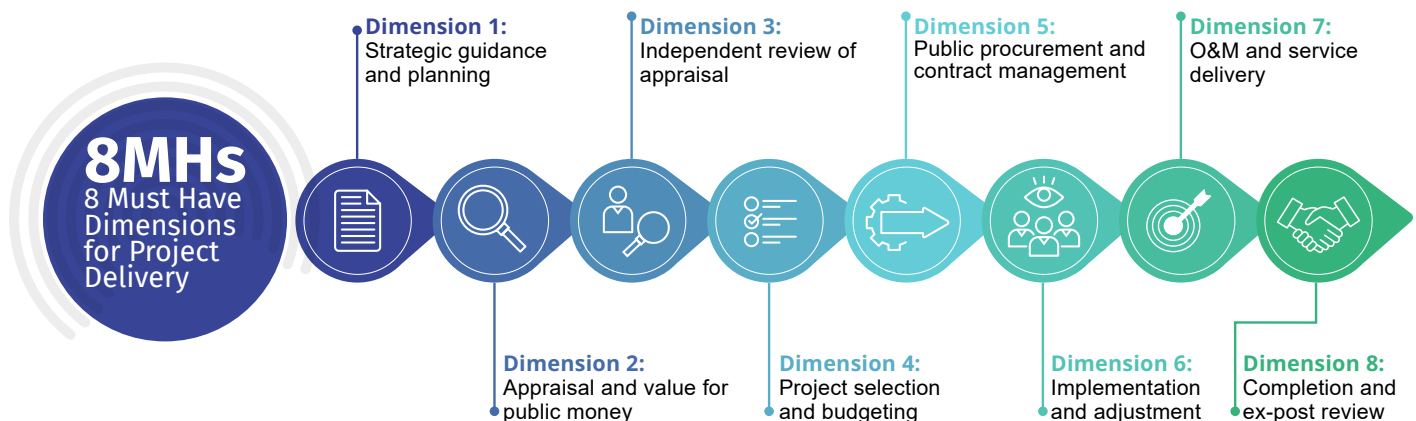 8MHs
8 Must Have
Dimensions
for Project
Delivery
Dimension 1:
Strategic guidance
and planning
Dimension 2:
Appraisal and value for
public money
Dimension 3:
Independent review of
appraisal
Dimension 4:
Project selection
and budgeting
Dimension 5:
Public procurement and
contract management
Dimension 6:
Implementation
and adjustment
Dimension 7:
O&M and service
delivery
Dimension 8:
Completion and
ex-post review